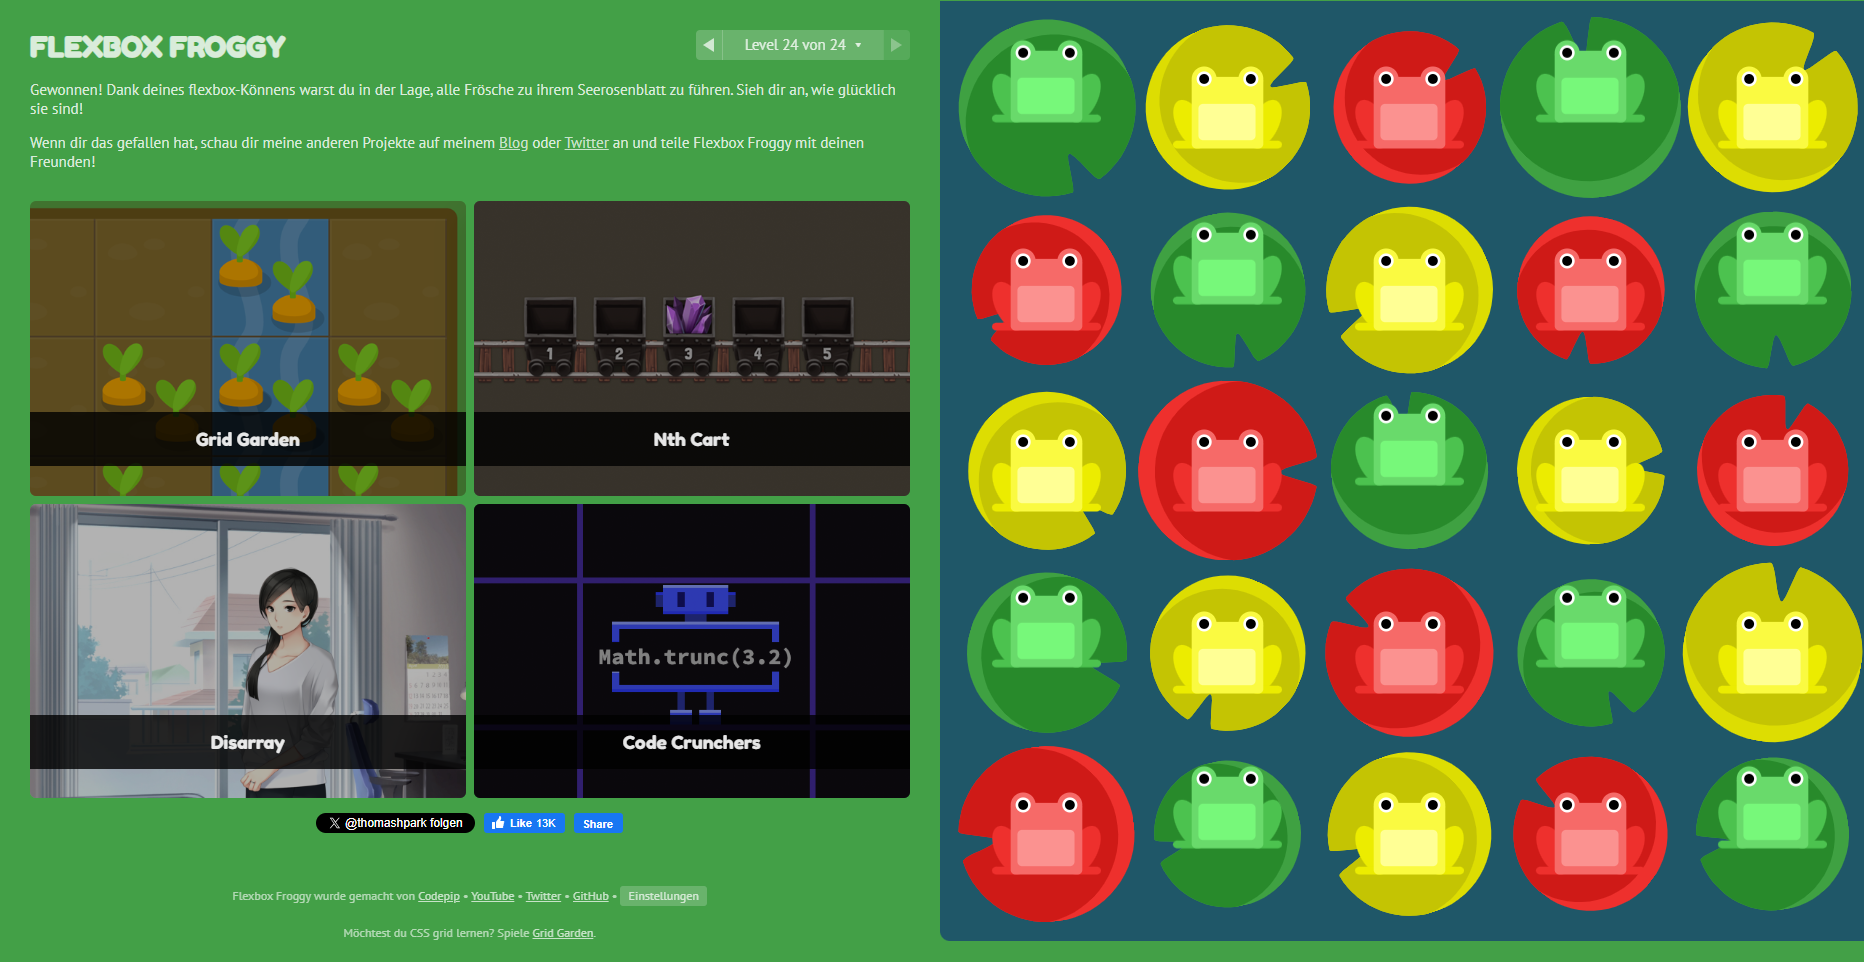 FLEXBOX FROGGY
Level 24 von 24
Gewonnen! Dank deines flexbox-Könnens warst du in der Lage, alle Frösche zu ihrem Seerosenblatt zu führen. Sieh dir an, wie glücklich
sie sind!
Wenn dir das gefallen hat, schau dir meine anderen Projekte auf meinem Blog oder Twitter an und teile Flexbox Froggy mit deinen
Freunden!
Grid Garden
1 2 3 4 5
Nth Cart
Disarray
Math.trunc(3.2)
Code Crunchers
@thomashpark folgen
Like 13K
Share
Flexbox Froggy wurde gemacht von Codepip • YouTube • Twitter • GitHub • Einstellungen
Möchtest du CSS grid lernen? Spiele Grid Garden.